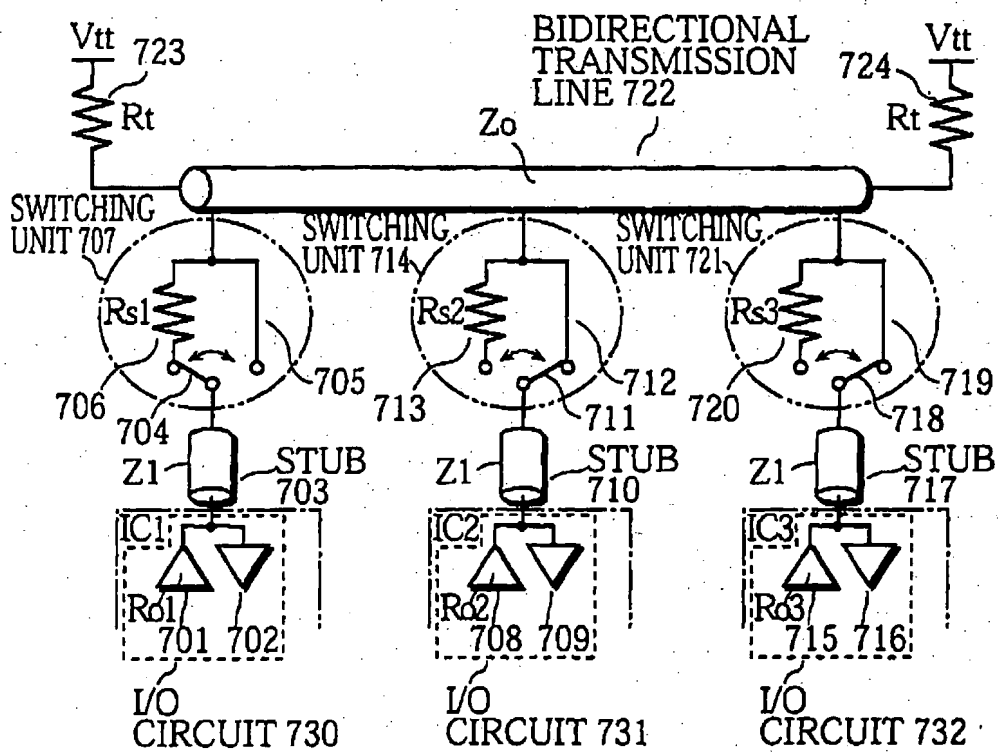 Vtt
723
Rt
BIDIRECTIONAL
TRANSMISSION
LINE 722
Vtt
724
Rt
Zo
SWITCHING
UNIT 707
SWITCHING
UNIT 714
SWITCHING
UNIT 721
Rs1
Rs2
Rs3
706
704
705
713
711
712
720
718
719
Z1
STUB
703
Z1
STUB
710
Z1
STUB
717
IC1
IC2
IC3
Ro1
701
702
Ro2
708
709
Ro3
715
716
I/O
CIRCUIT 730
I/O
CIRCUIT 731
I/O
CIRCUIT 732